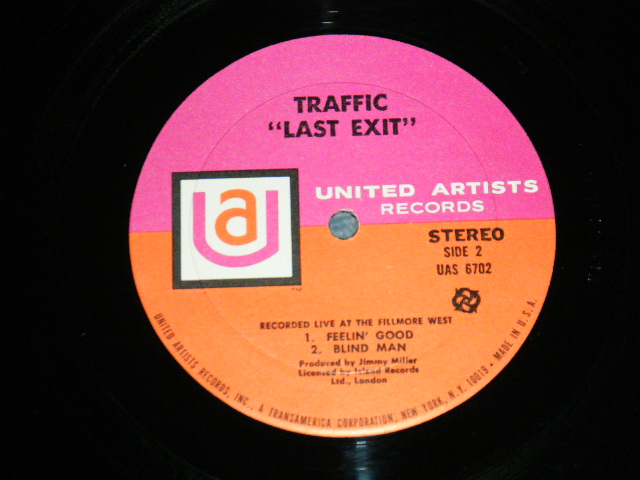 TRAFFIC
"LAST EXIT"
ua
UNITED ARTISTS
RECORDS
STEREO
SIDE 2
UAS 6702
RECORDED LIVE AT THE FILLMORE WEST
1. FEELIN' GOOD
2. BLIND MAN
Produced by Jimmy Miller
Licensed by Island Records
Ltd., London
UNITED ARTISTS RECORDS, INC., A TRANSAMERICA CORPORATION, NEW YORK, N.Y. 10019 • MADE IN U.S.A.